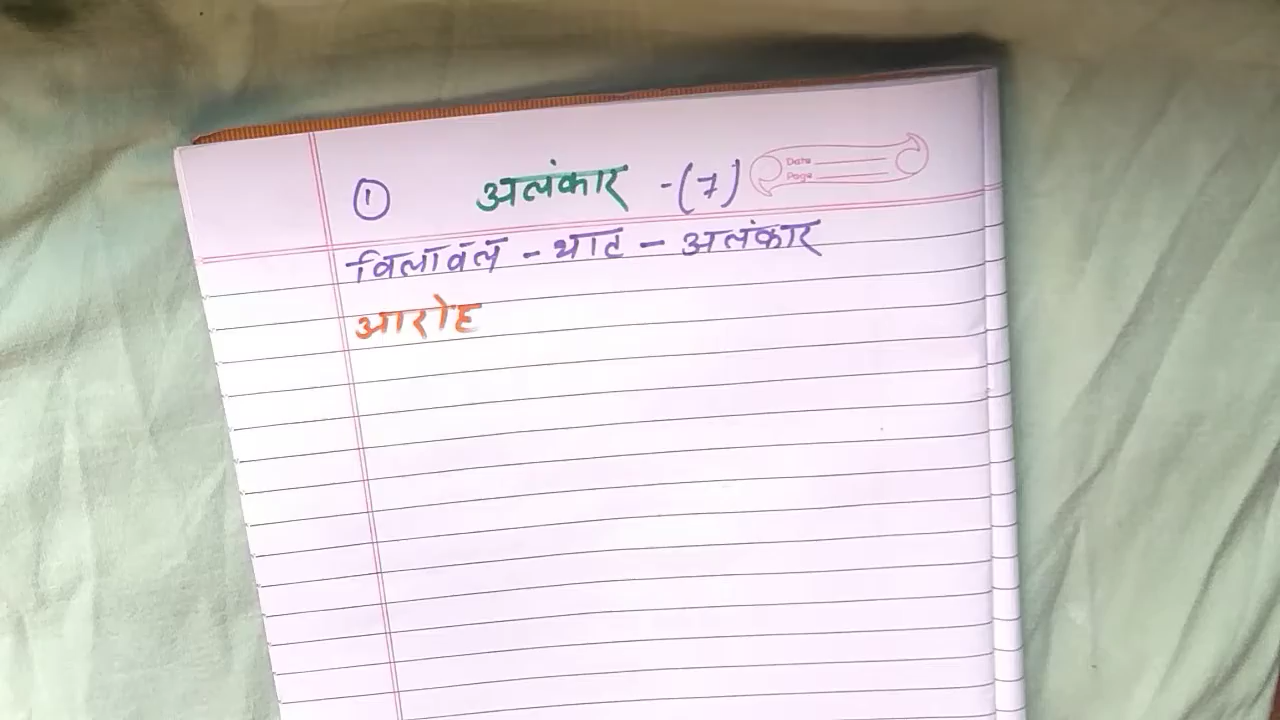 ① अलंकार -(7)
Date
Page
विलावल - थाट - अलंकार
आरोह